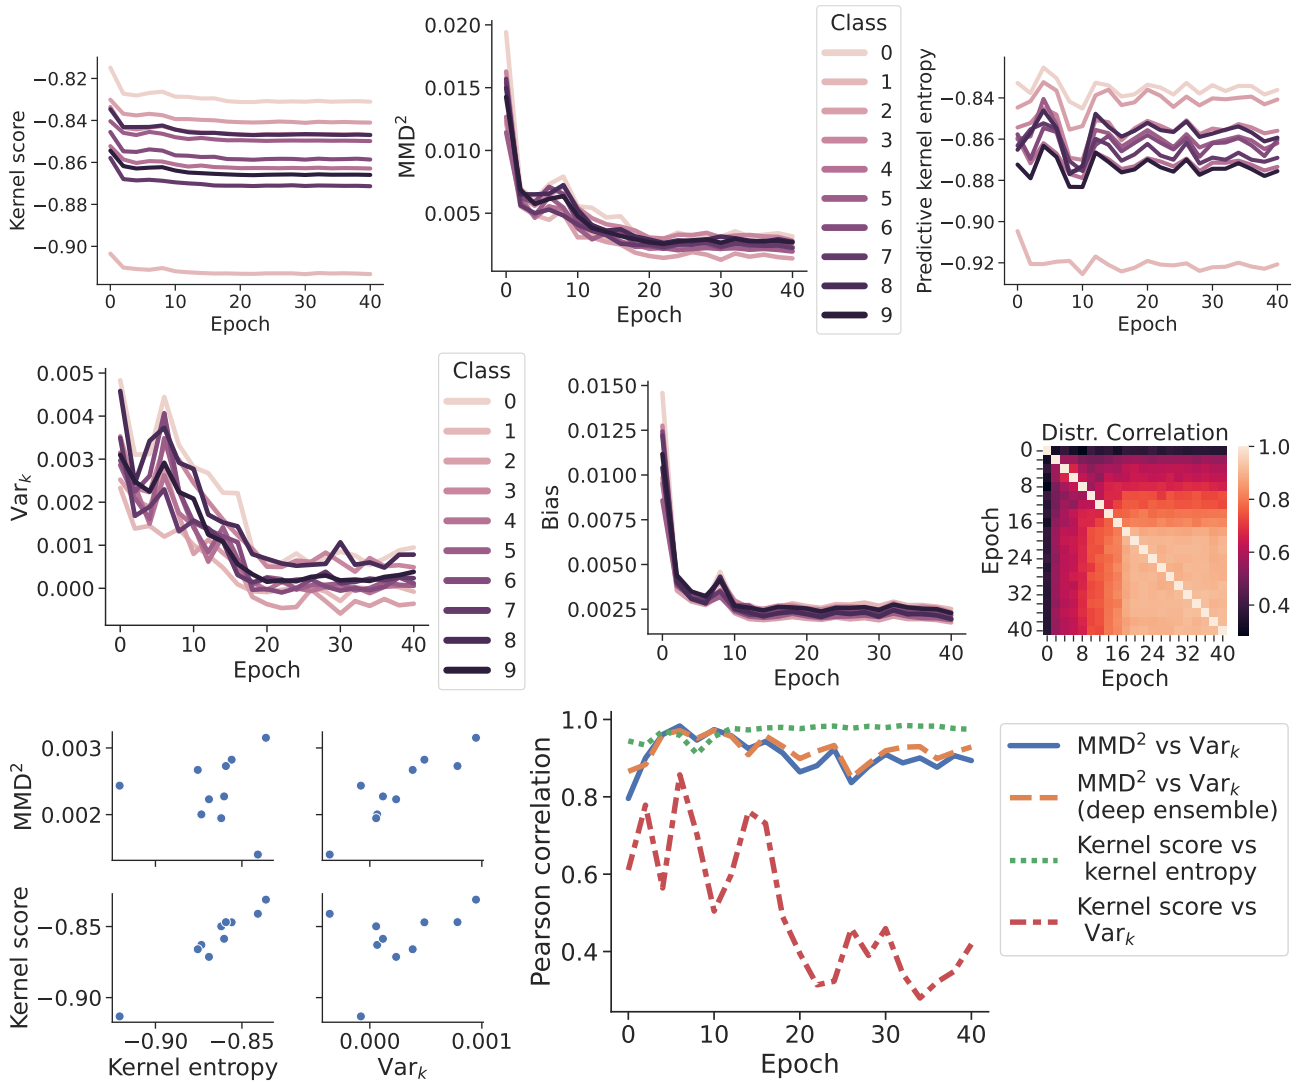 Kernel score
−0.82
−0.84
−0.86
−0.88
−0.90
0 10 20 30 40
Epoch
MMD²
0.020
0.015
0.010
0.005
0 10 20 30 40
Epoch
Class
0
1
2
3
4
5
6
7
8
9
Predictive kernel entropy
−0.84
−0.86
−0.88
−0.90
−0.92
0 10 20 30 40
Epoch
Varₖ
0.005
0.004
0.003
0.002
0.001
0.000
0 10 20 30 40
Epoch
Class
0
1
2
3
4
5
6
7
8
9
Bias
0.0150
0.0125
0.0100
0.0075
0.0050
0.0025
0 10 20 30 40
Epoch
Distr. Correlation
Epoch
0
8
16
24
32
40
0 8 16 24 32 40
Epoch
1.0
0.8
0.6
0.4
MMD²
0.003
0.002
Kernel score
−0.85
−0.90
−0.90 −0.85
Kernel entropy
0.000 0.001
Varₖ
Pearson correlation
1.0
0.8
0.6
0.4
0 10 20 30 40
Epoch
MMD² vs Varₖ
MMD² vs Varₖ
(deep ensemble)
Kernel score vs
kernel entropy
Kernel score vs
Varₖ